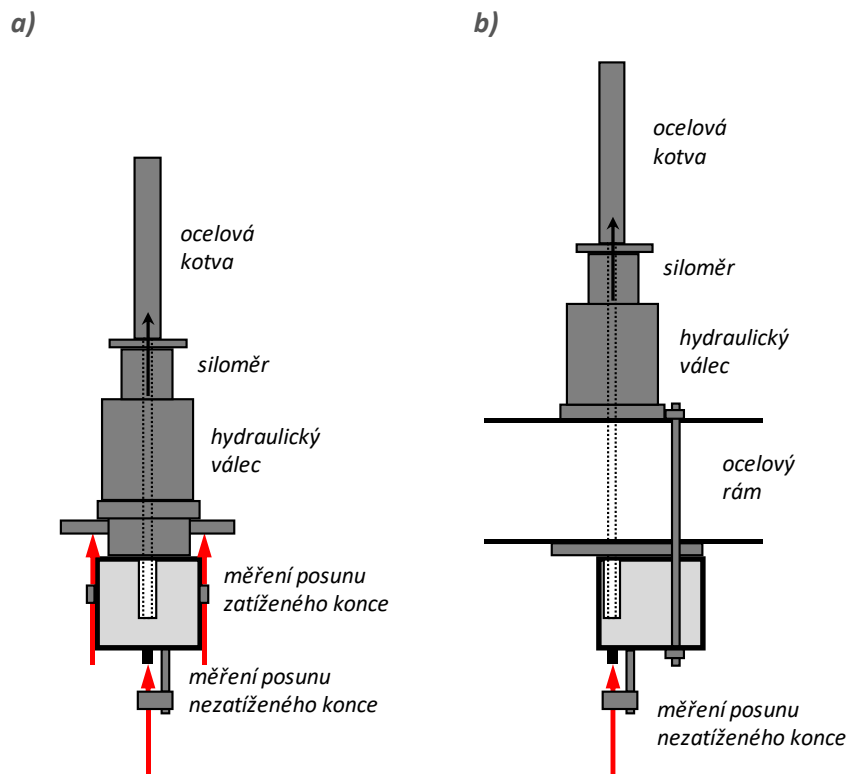 a)
ocelová
kotva
siloměr
hydraulický
válec
měření posunu
zatíženého konce
měření posunu
nezatíženého konce
b)
ocelová
kotva
siloměr
hydraulický
válec
ocelový
rám
měření posunu
nezatíženého konce